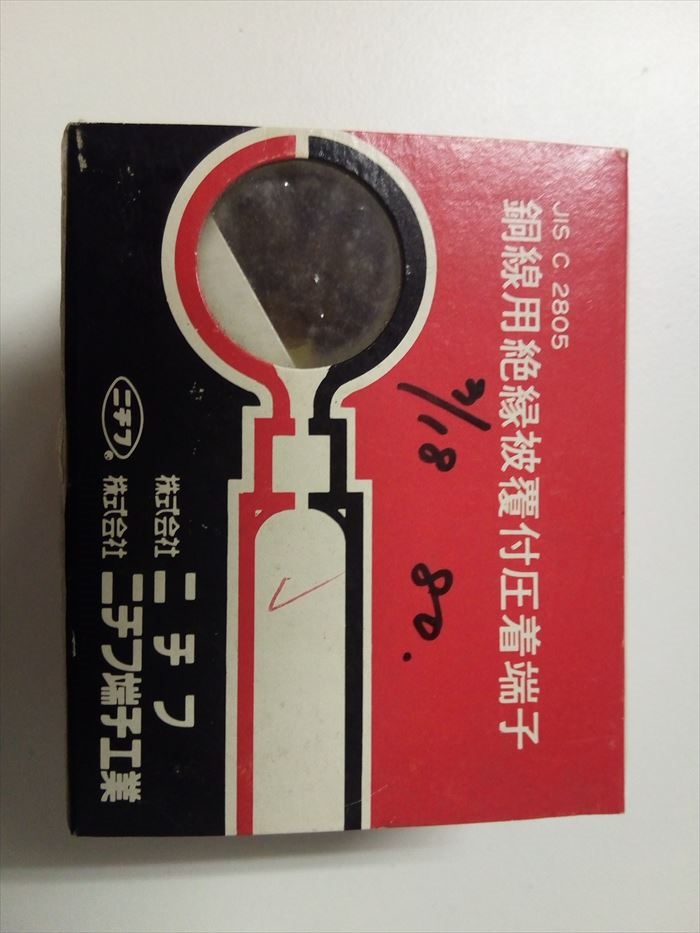 JIS C 2805
銅線用絶縁被覆付圧着端子
3/18 80.
ニチフ®
株式会社ニチフ
株式会社ニチフ端子工業